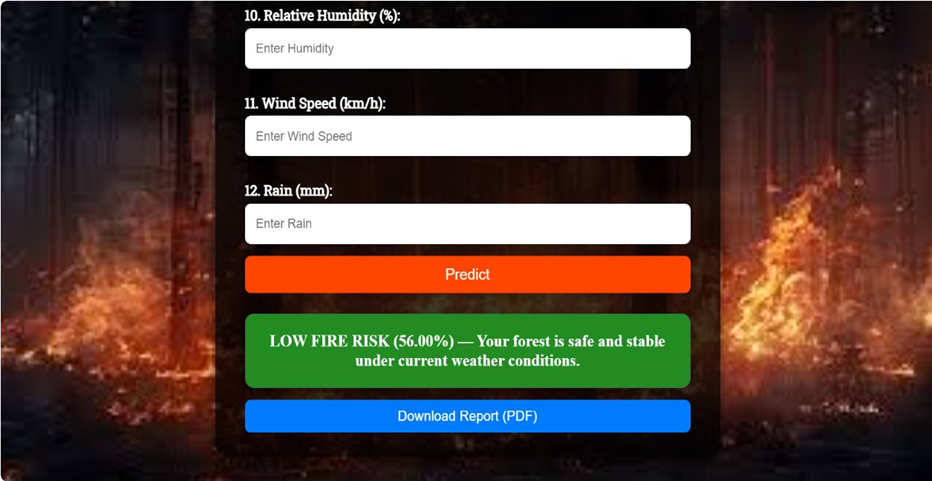 10. Relative Humidity (%):
Enter Humidity
11. Wind Speed (km/h):
Enter Wind Speed
12. Rain (mm):
Enter Rain
Predict
LOW FIRE RISK (56.00%) — Your forest is safe and stable
under current weather conditions.
Download Report (PDF)